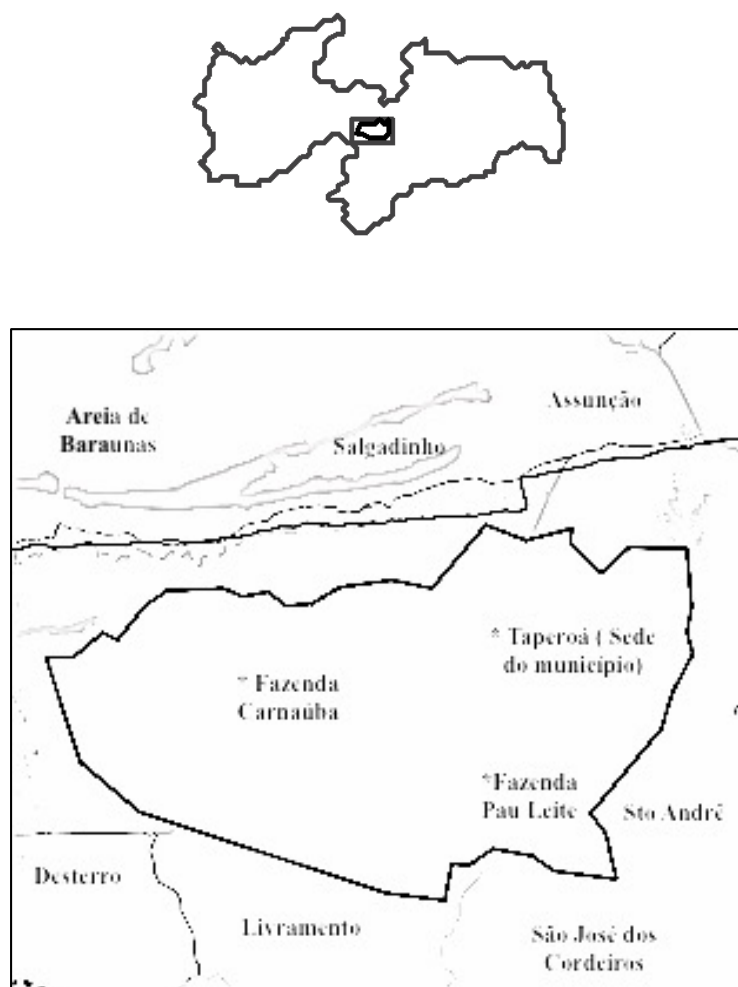 Assunção
Areia de
Baraunas
Salgadinho
* Taperoá ( Sede
do município)
* Fazenda
Carnaúba
*Fazenda
Pau Leite
Sto André
Desterro
Livramento
São José dos
Cordeiros